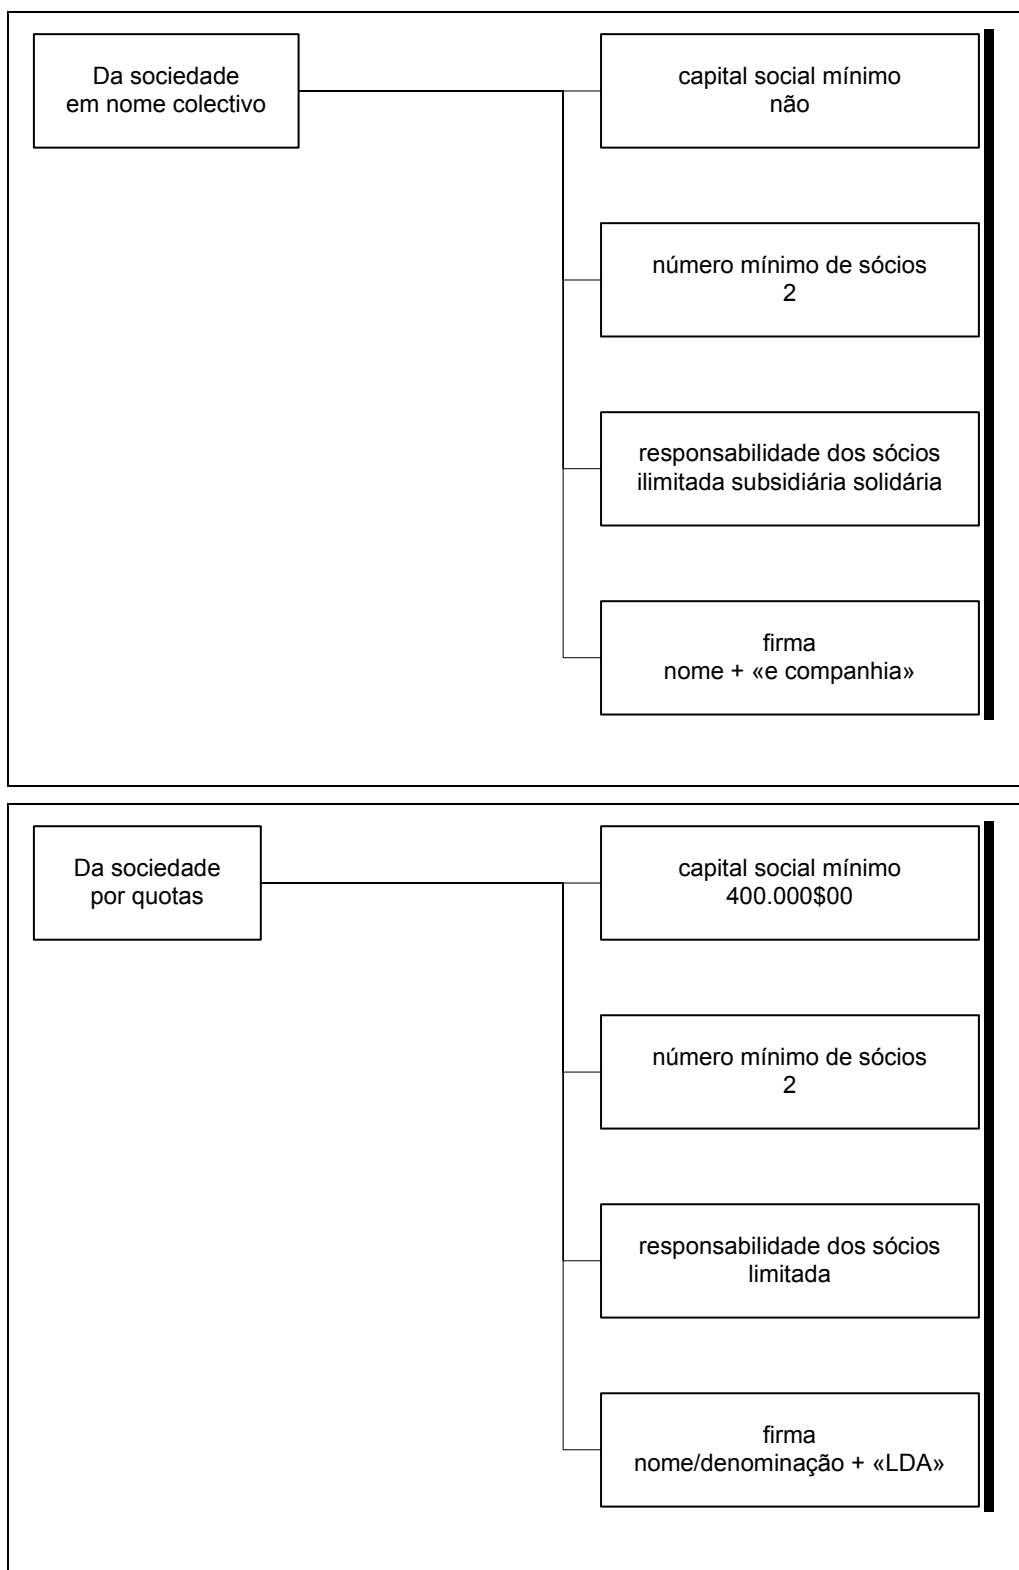 Da sociedade
em nome colectivo
capital social mínimo
não
número mínimo de sócios
2
responsabilidade dos sócios
ilimitada subsidiária solidária
firma
nome + «e companhia»
Da sociedade
por quotas
capital social mínimo
400.000$00
número mínimo de sócios
2
responsabilidade dos sócios
limitada
firma
nome/denominação + «LDA»